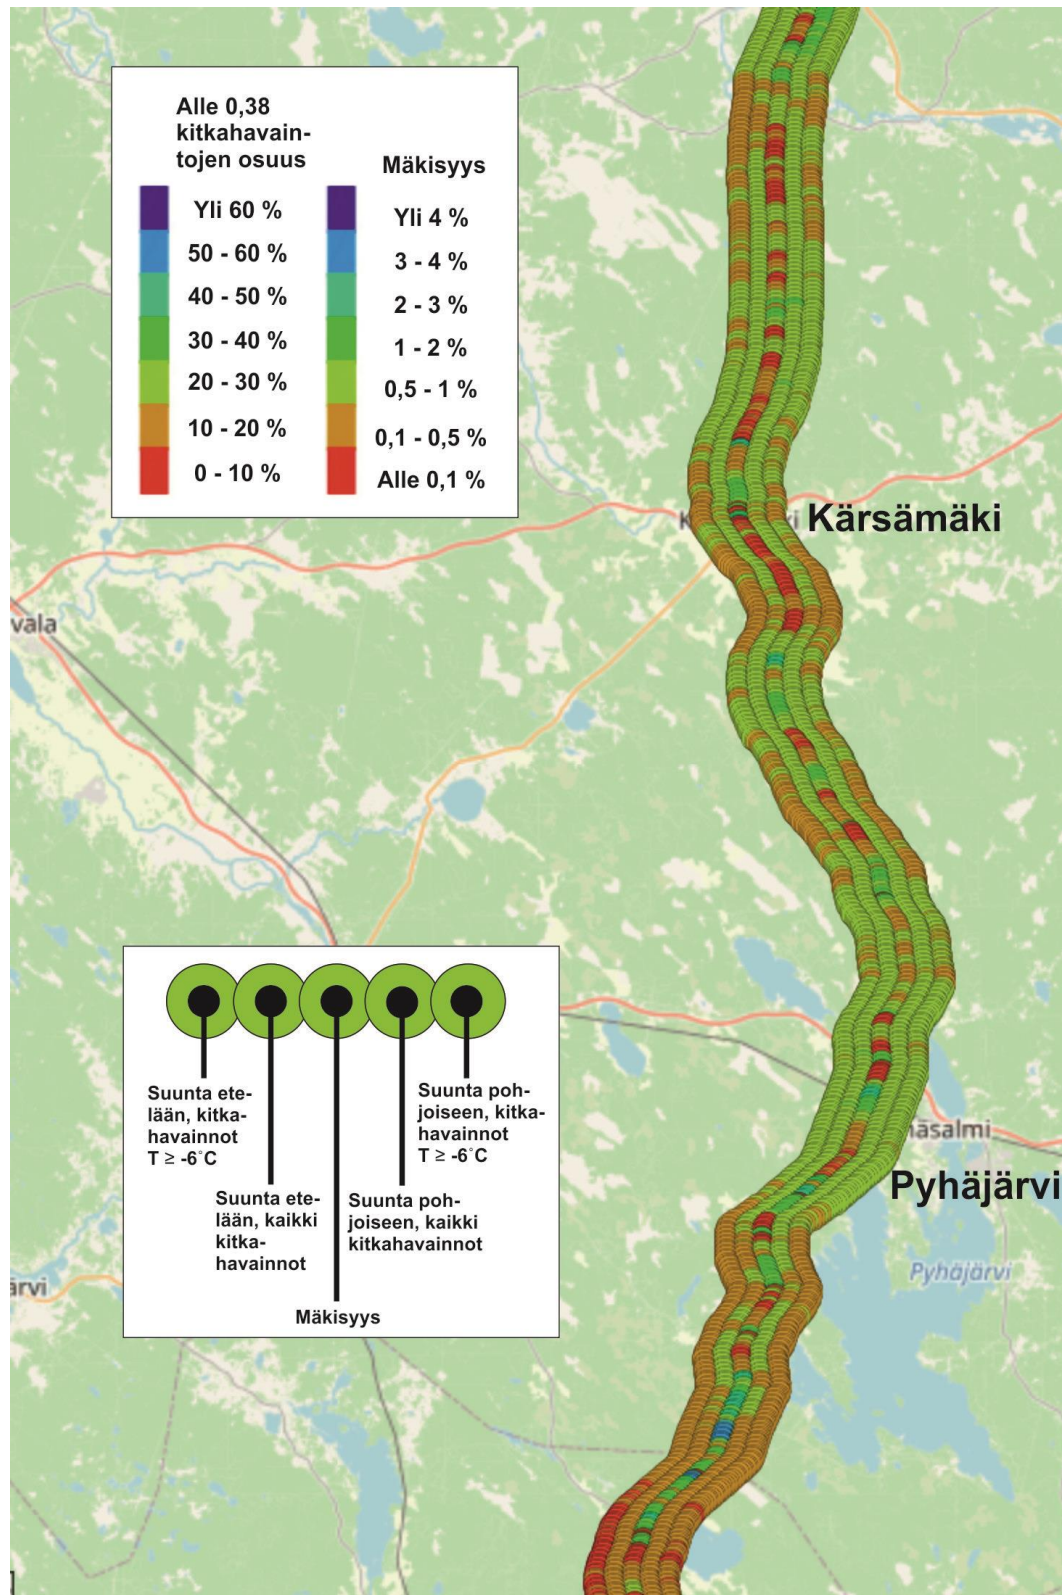 Alle 0,38
kitkahavain-
tojen osuus
Yli 60 %
50 - 60 %
40 - 50 %
30 - 40 %
20 - 30 %
10 - 20 %
0 - 10 %
Mäkisyys
Yli 4 %
3 - 4 %
2 - 3 %
1 - 2 %
0,5 - 1 %
0,1 - 0,5 %
Alle 0,1 %
Kärsämäki
vala
Suunta ete-
lään, kitka-
havainnot
T ≥ -6°C
Suunta ete-
lään, kaikki
kitka-
havainnot
Mäkisyys
Suunta poh-
joiseen, kaikki
kitkahavainnot
Suunta poh-
joiseen, kitka-
havainnot
T ≥ -6°C
näsalmi
Pyhäjärvi
Pyhäjärvi
ärvi